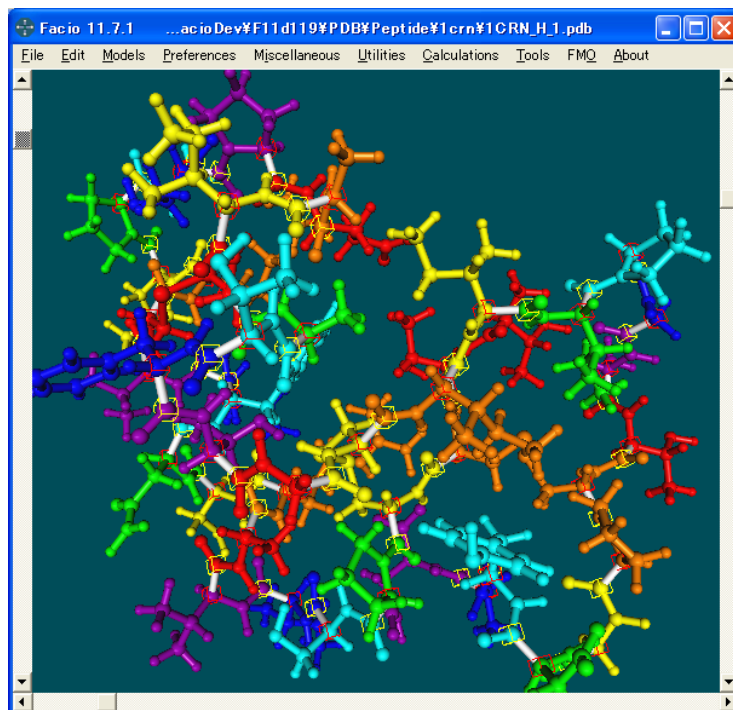 Facio 11.7.1 ...acioDev¥F11d119¥PDB¥Peptide¥1crn¥1CRN_H_1.pdb
File Edit Models Preferences Miscellaneous Utilities Calculations Tools FMO About